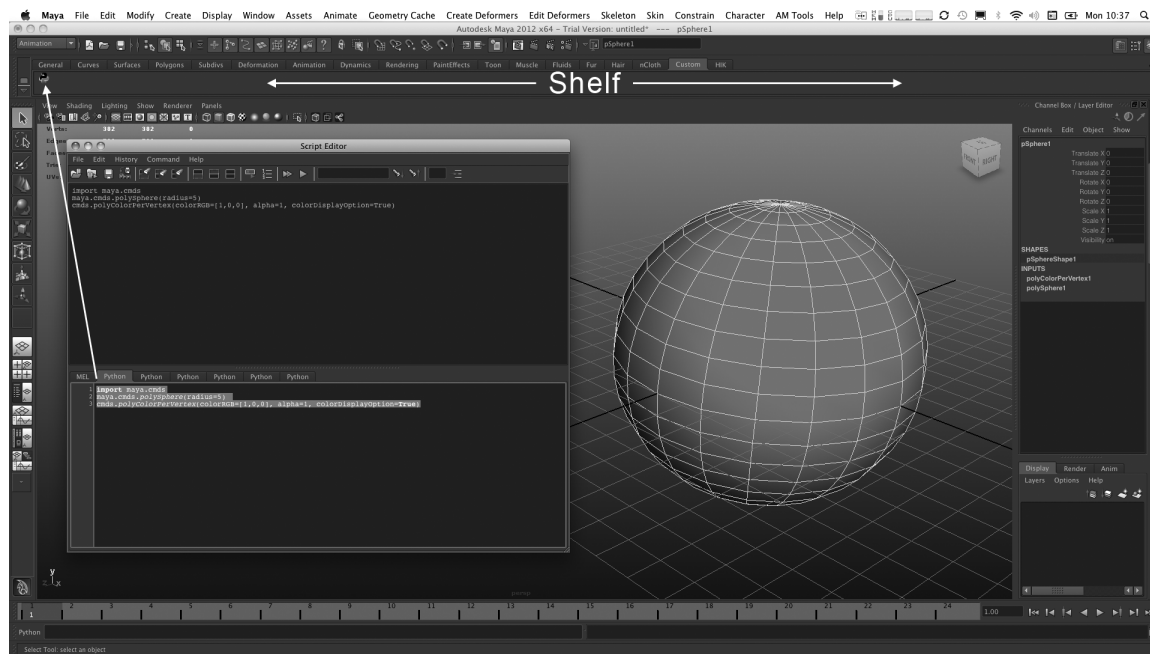 Maya File Edit Modify Create Display Window Assets Animate Geometry Cache Create Deformers Edit Deformers Skeleton Skin Constrain Character AM Tools Help Mon 10:37
Autodesk Maya 2012 x64 – Trial Version: untitled* --- pSphere1
Animation pSphere1
General Curves Surfaces Polygons Subdivs Deformation Animation Dynamics Rendering PaintEffects Toon Muscle Fluids Fur Hair nCloth Custom HIK
Shelf
View Shading Lighting Show Renderer Panels
Channel Box / Layer Editor
Channels Edit Object Show
Verts: 382 382 0
Script Editor
File Edit History Command Help
import maya.cmds
maya.cmds.polySphere(radius=5)
cmds.polyColorPerVertex(colorRGB=[1,0,0], alpha=1, colorDisplayOption=True)
MEL Python Python Python Python Python Python
1 import maya.cmds
2 maya.cmds.polySphere(radius=5)
3 cmds.polyColorPerVertex(colorRGB=[1,0,0], alpha=1, colorDisplayOption=True)
FRONT RIGHT
pSphere1
Translate X 0
Translate Y 0
Translate Z 0
Rotate X 0
Rotate Y 0
Rotate Z 0
Scale X 1
Scale Y 1
Scale Z 1
Visibility on
SHAPES
pSphereShape1
INPUTS
polyColorPerVertex1
polySphere1
Display Render Anim
Layers Options Help
y
z x
persp
1 2 3 4 5 6 7 8 9 10 11 12 13 14 15 16 17 18 19 20 21 22 23 24
1 1.00
Python
Select Tool: select an object